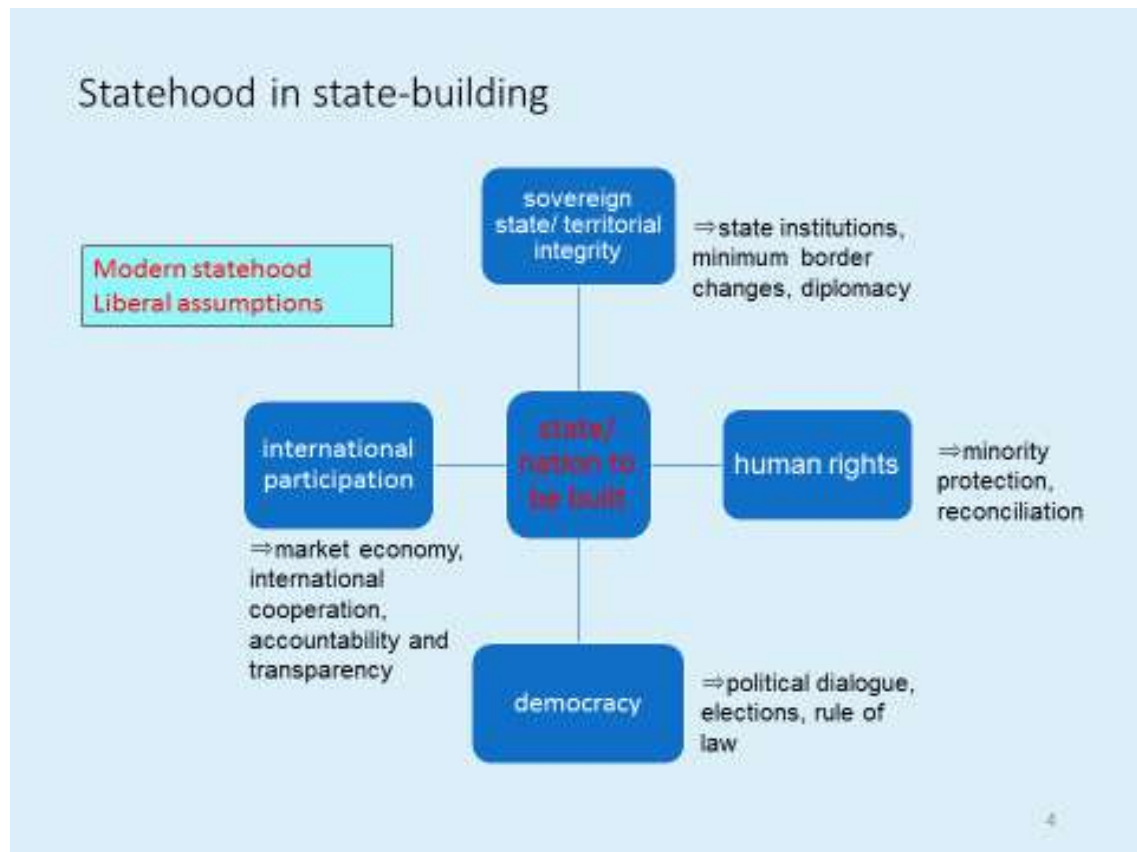 Statehood in state-building
Modern statehood
Liberal assumptions
sovereign
state/ territorial
integrity
⇒state institutions,
minimum border
changes, diplomacy
international
participation
⇒market economy,
international
cooperation,
accountability and
transparency
state/
nation to
be built
human rights
⇒minority
protection,
reconciliation
democracy
⇒political dialogue,
elections, rule of
law
4